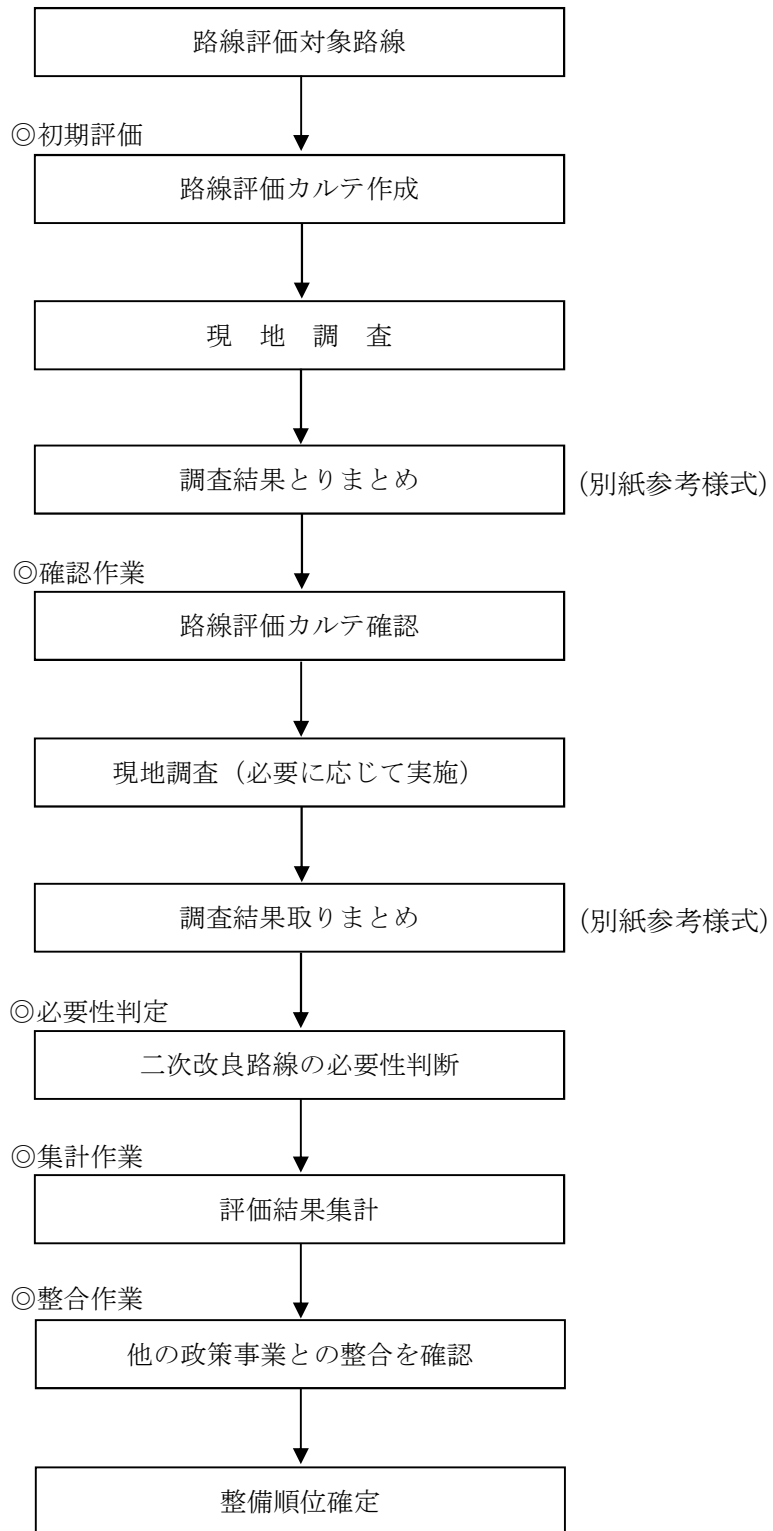 路線評価対象路線
◎初期評価
路線評価カルテ作成
現　地　調　査
調査結果とりまとめ
(別紙参考様式)
◎確認作業
路線評価カルテ確認
現地調査（必要に応じて実施）
調査結果取りまとめ
(別紙参考様式)
◎必要性判定
二次改良路線の必要性判断
◎集計作業
評価結果集計
◎整合作業
他の政策事業との整合を確認
整備順位確定